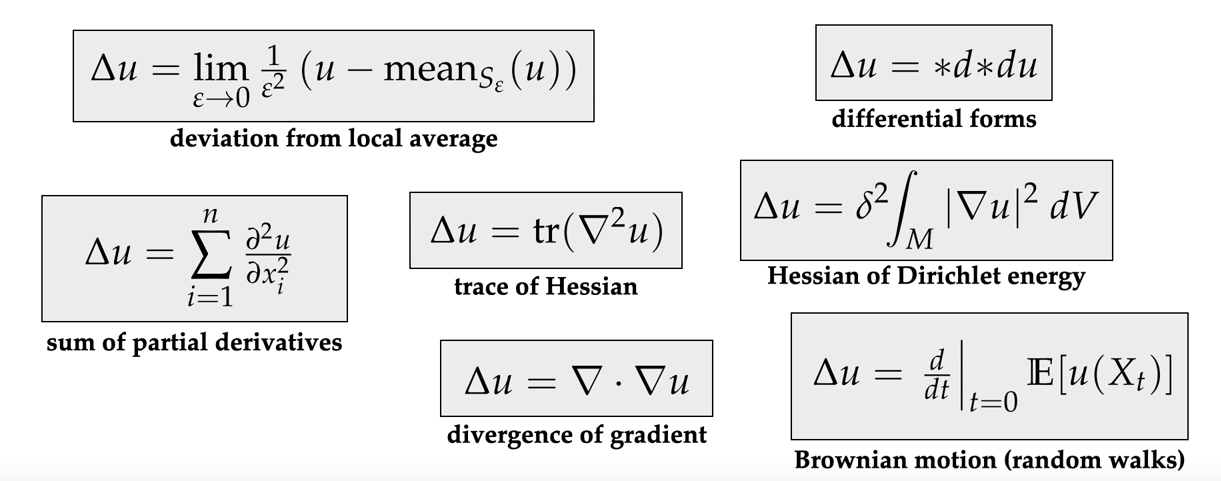 Δu = lim_{ε→0} 1/ε² (u − mean_{S_ε}(u))
deviation from local average
Δu = ∗d∗du
differential forms
Δu = ∑_{i=1}^{n} ∂²u/∂x_i²
sum of partial derivatives
Δu = tr(∇²u)
trace of Hessian
Δu = δ² ∫_M |∇u|² dV
Hessian of Dirichlet energy
Δu = ∇ · ∇u
divergence of gradient
Δu = d/dt |_{t=0} 𝔼[u(X_t)]
Brownian motion (random walks)